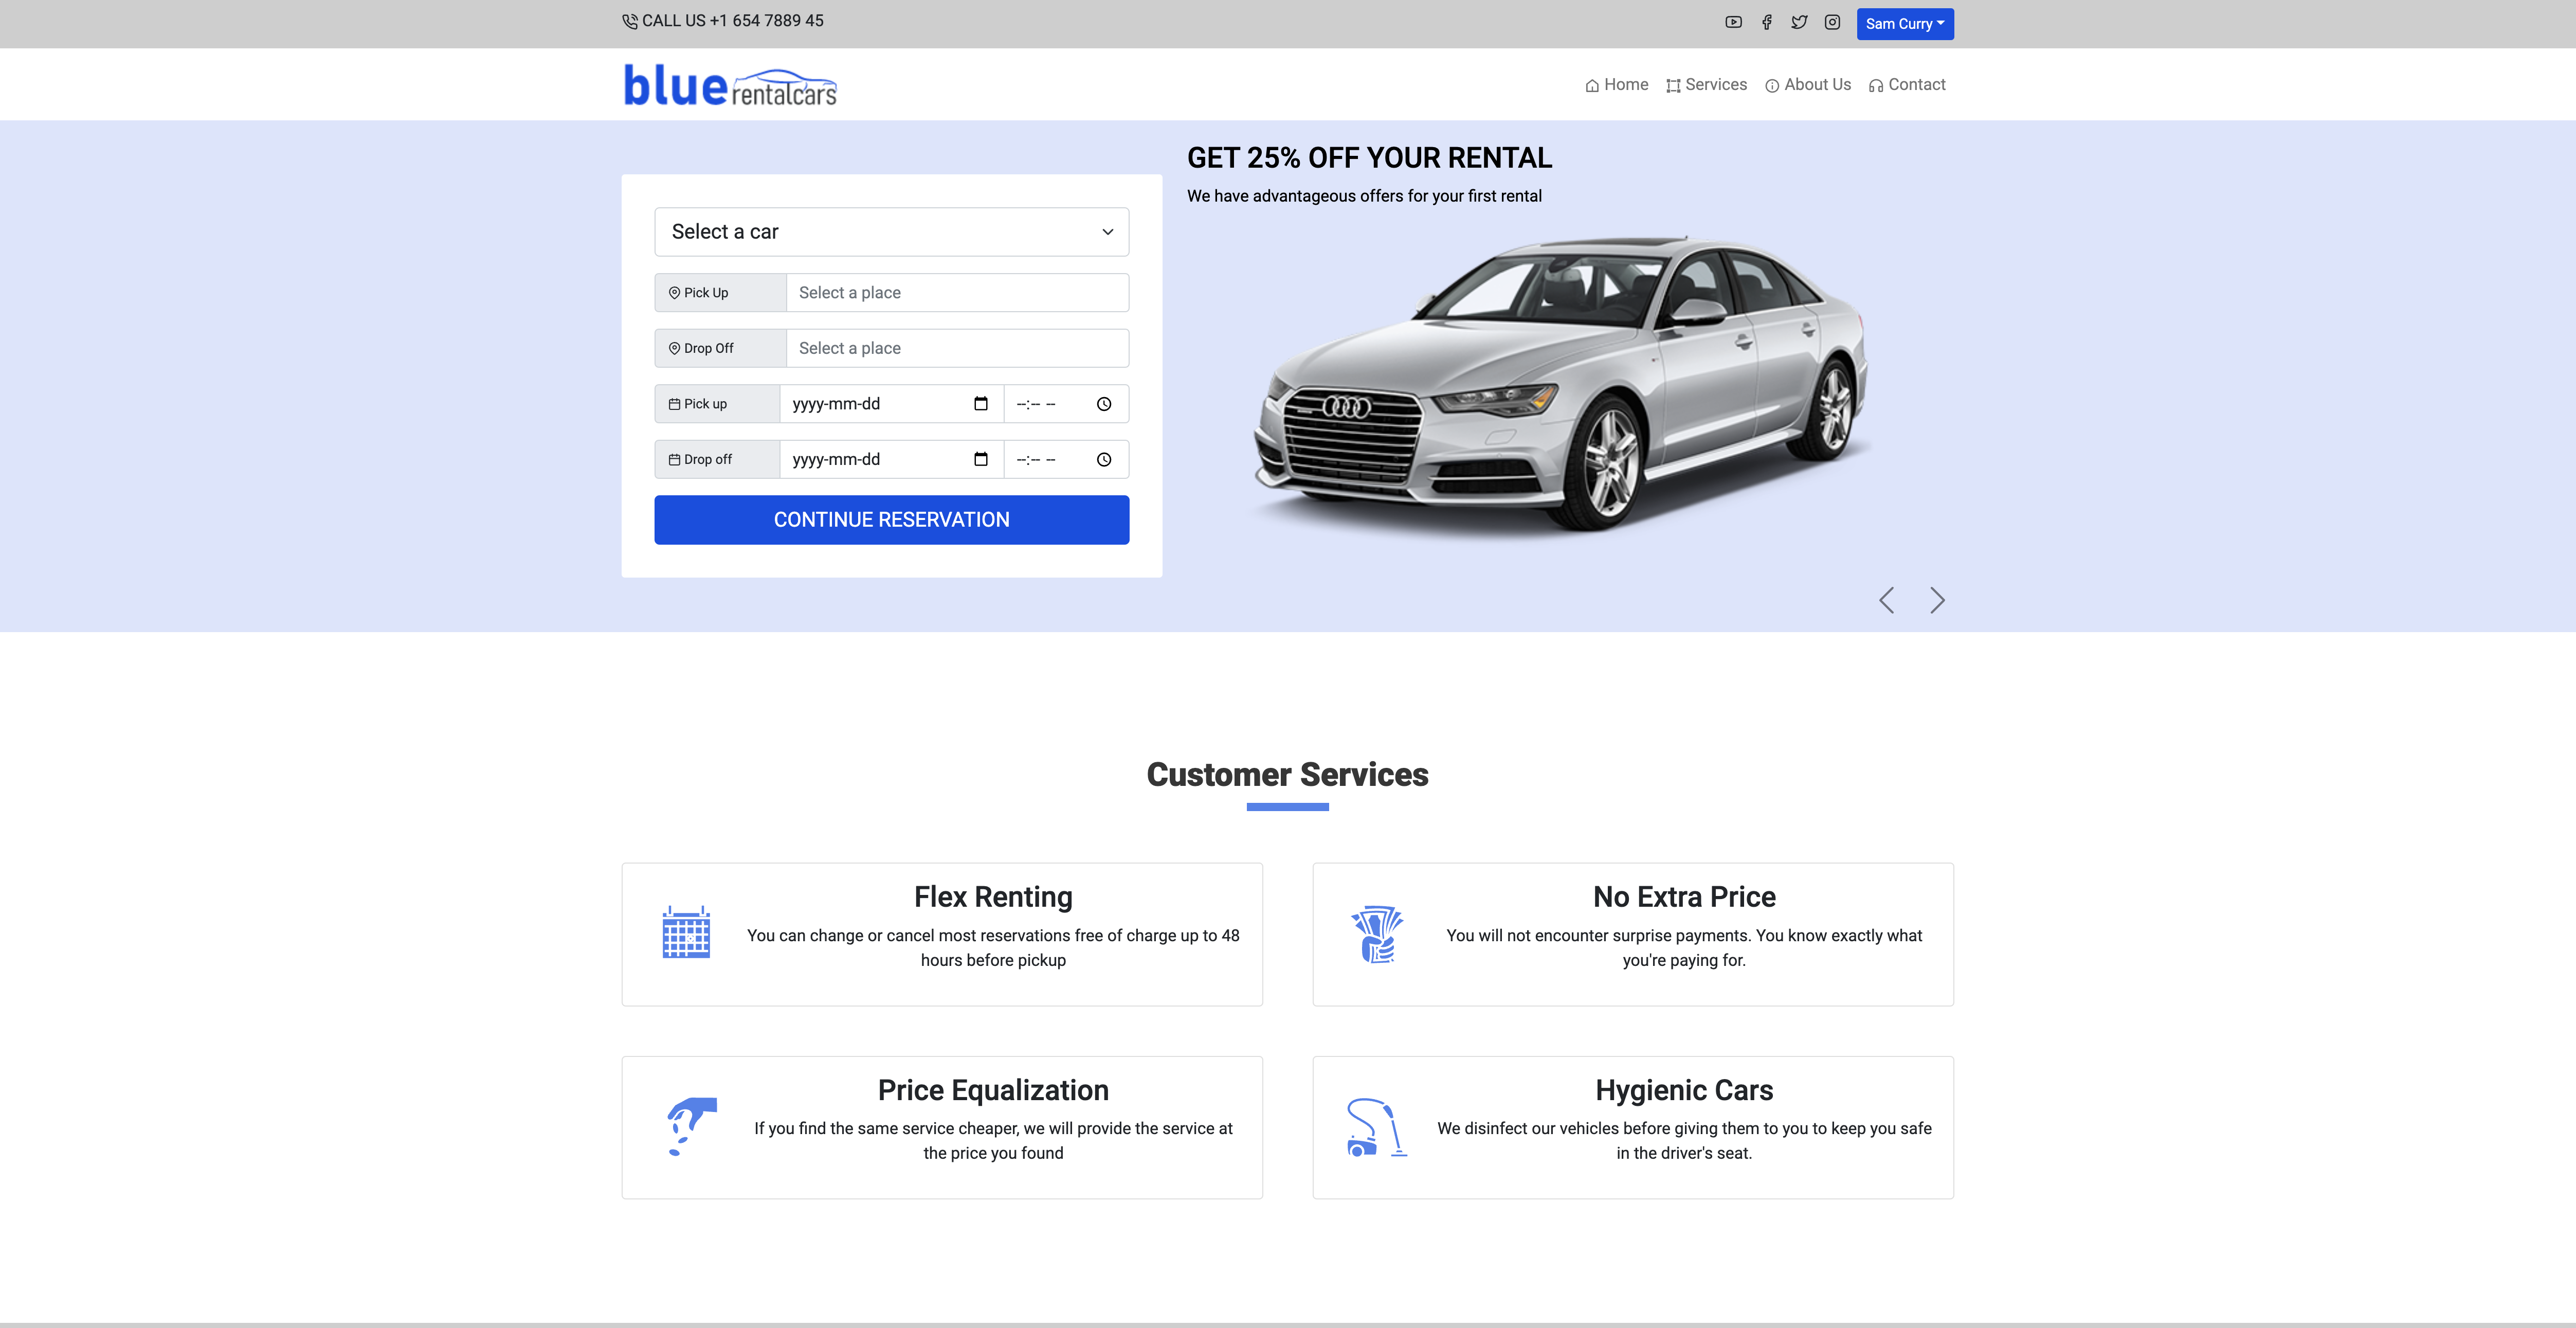 CALL US +1 654 7889 45
Sam Curry
blue rentalcars
Home
Services
About Us
Contact
GET 25% OFF YOUR RENTAL
We have advantageous offers for your first rental
Select a car
Pick Up
Select a place
Drop Off
Select a place
Pick up
yyyy-mm-dd
--:-- --
Drop off
yyyy-mm-dd
--:-- --
CONTINUE RESERVATION
Customer Services
Flex Renting
You can change or cancel most reservations free of charge up to 48
hours before pickup
No Extra Price
You will not encounter surprise payments. You know exactly what
you're paying for.
Price Equalization
If you find the same service cheaper, we will provide the service at
the price you found
Hygienic Cars
We disinfect our vehicles before giving them to you to keep you safe
in the driver's seat.